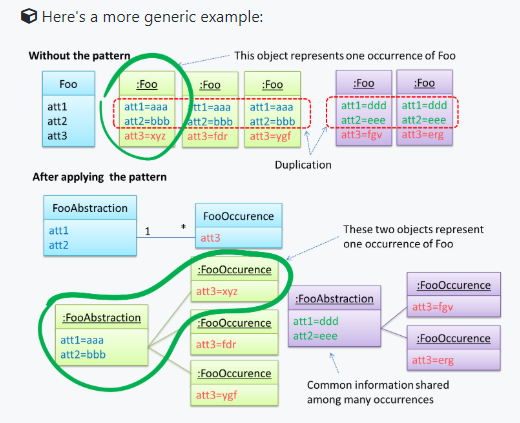 Here's a more generic example:
Without the pattern
This object represents one occurrence of Foo
Foo
att1
att2
att3
:Foo
att1=aaa
att2=bbb
att3=xyz
:Foo
att1=aaa
att2=bbb
att3=fdr
:Foo
att1=aaa
att2=bbb
att3=ygf
:Foo
att1=ddd
att2=eee
att3=fgv
:Foo
att1=ddd
att2=eee
att3=erg
Duplication
After applying the pattern
FooAbstraction
att1
att2
1
*
FooOccurence
att3
These two objects represent
one occurrence of Foo
:FooAbstraction
att1=aaa
att2=bbb
:FooOccurence
att3=xyz
:FooOccurence
att3=fdr
:FooOccurence
att3=ygf
:FooAbstraction
att1=ddd
att2=eee
:FooOccurence
att3=fgv
:FooOccurence
att3=erg
Common information shared
among many occurrences